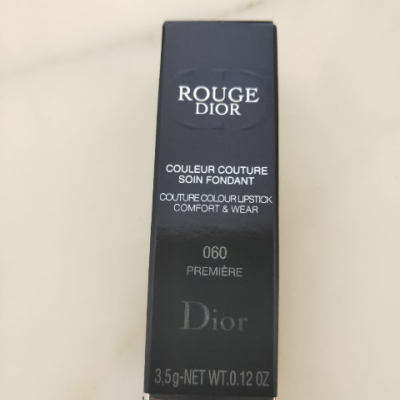 ROUGE
DIOR
COULEUR COUTURE
SOIN FONDANT
COUTURE COLOUR LIPSTICK
COMFORT & WEAR
060
PREMIÈRE
Dior
3,5g-NET WT.0.12 OZ